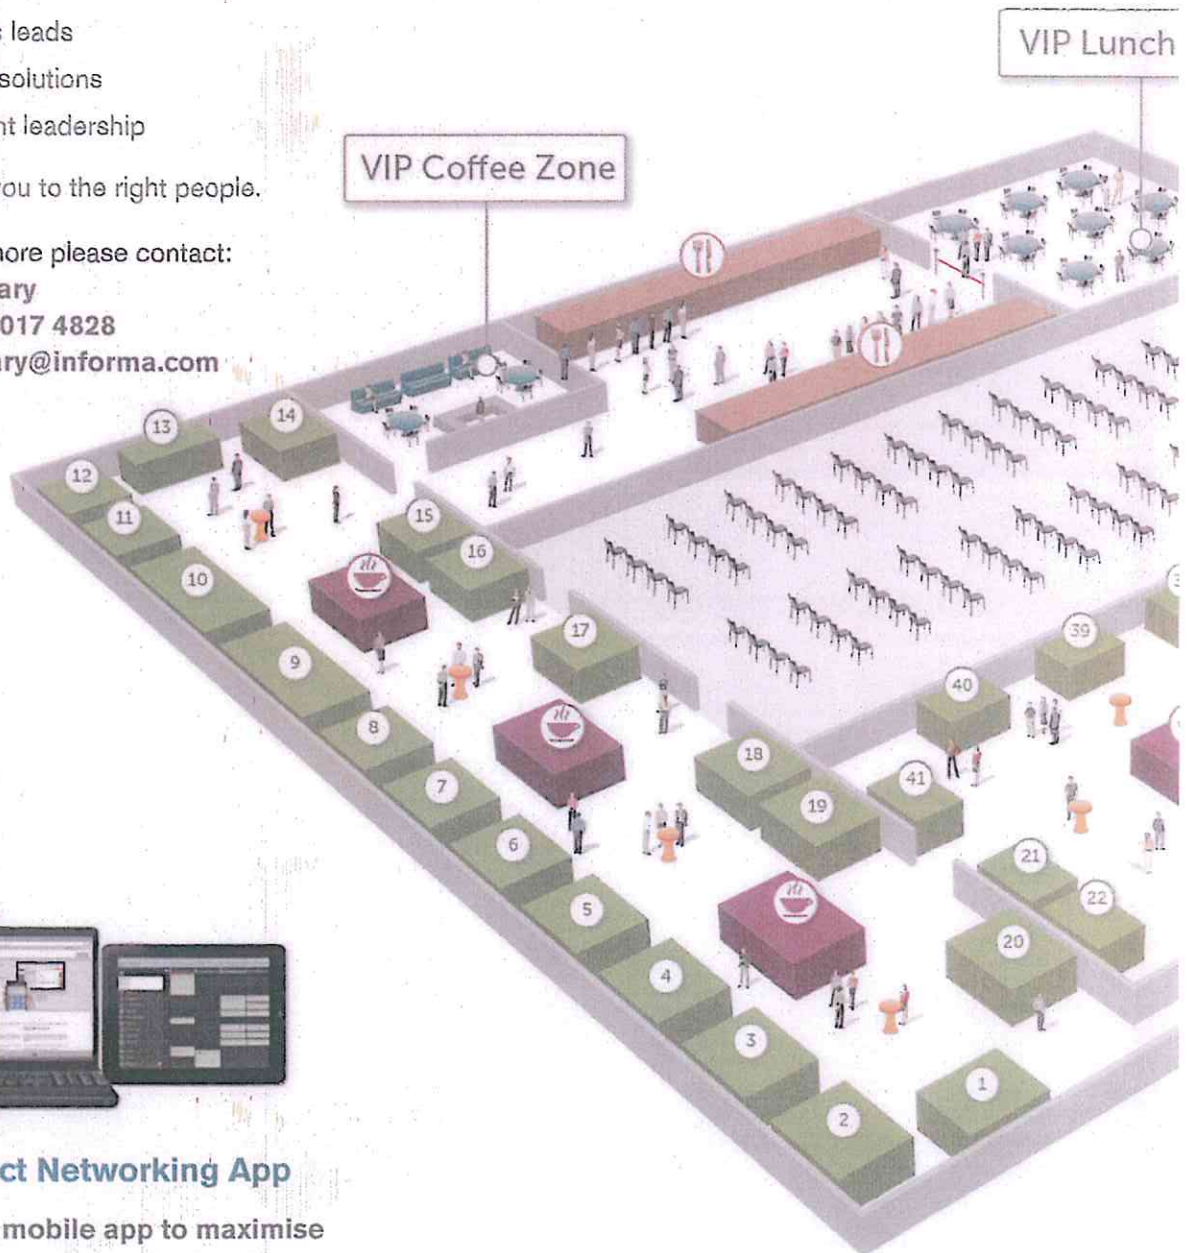 leads
solutions
nt leadership
you to the right people.
more please contact:
ary
017 4828
ary@informa.com
VIP Lunch
VIP Coffee Zone
13
14
12
11
15
16
10
17
9
39
40
8
18
41
7
19
6
21
5
22
20
4
3
1
2
ct Networking App
mobile app to maximise